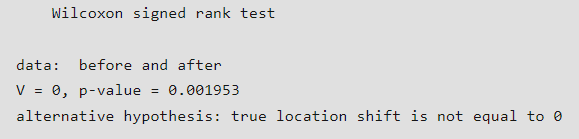 Wilcoxon signed rank test
data:  before and after
V = 0, p-value = 0.001953
alternative hypothesis: true location shift is not equal to 0